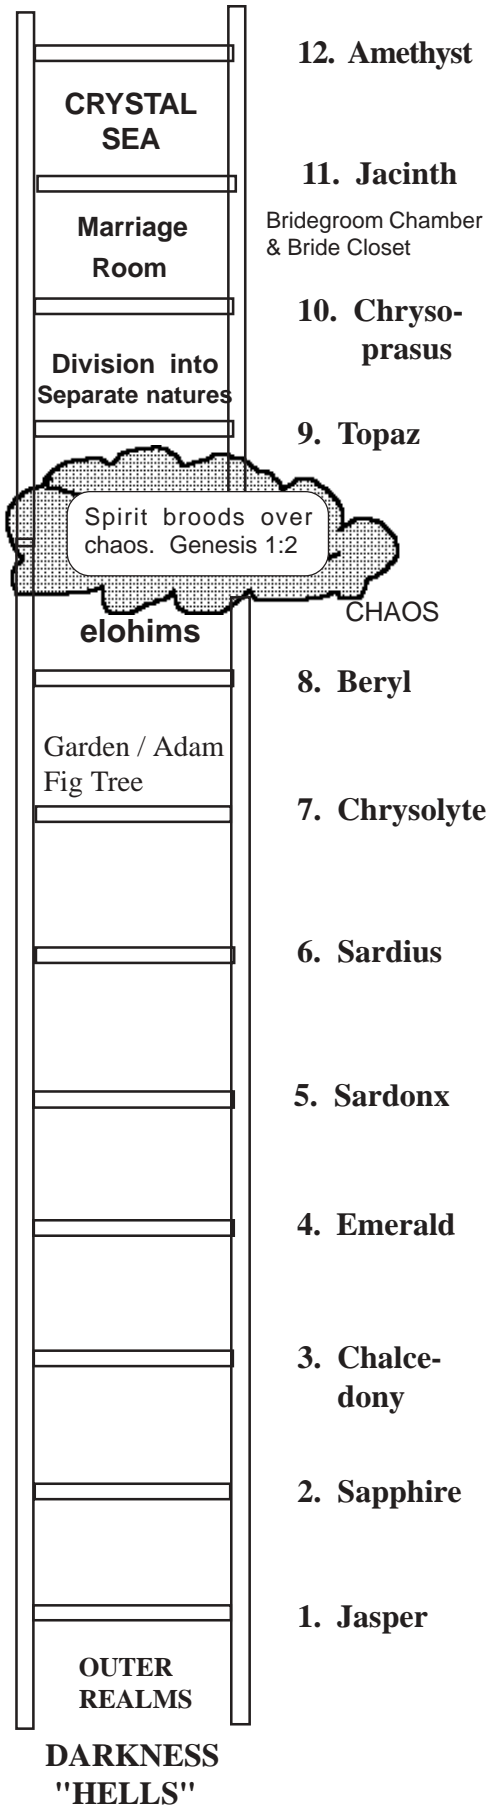 12. Amethyst
CRYSTAL
SEA
11. Jacinth
Marriage
Room
Bridegroom Chamber
& Bride Closet
10. Chryso-
prasus
Division into
Separate natures
9. Topaz
Spirit broods over
chaos. Genesis 1:2
CHAOS
elohims
8. Beryl
Garden / Adam
Fig Tree
7. Chrysolyte
6. Sardius
5. Sardonx
4. Emerald
3. Chalce-
dony
2. Sapphire
1. Jasper
OUTER
REALMS
DARKNESS
"HELLS"